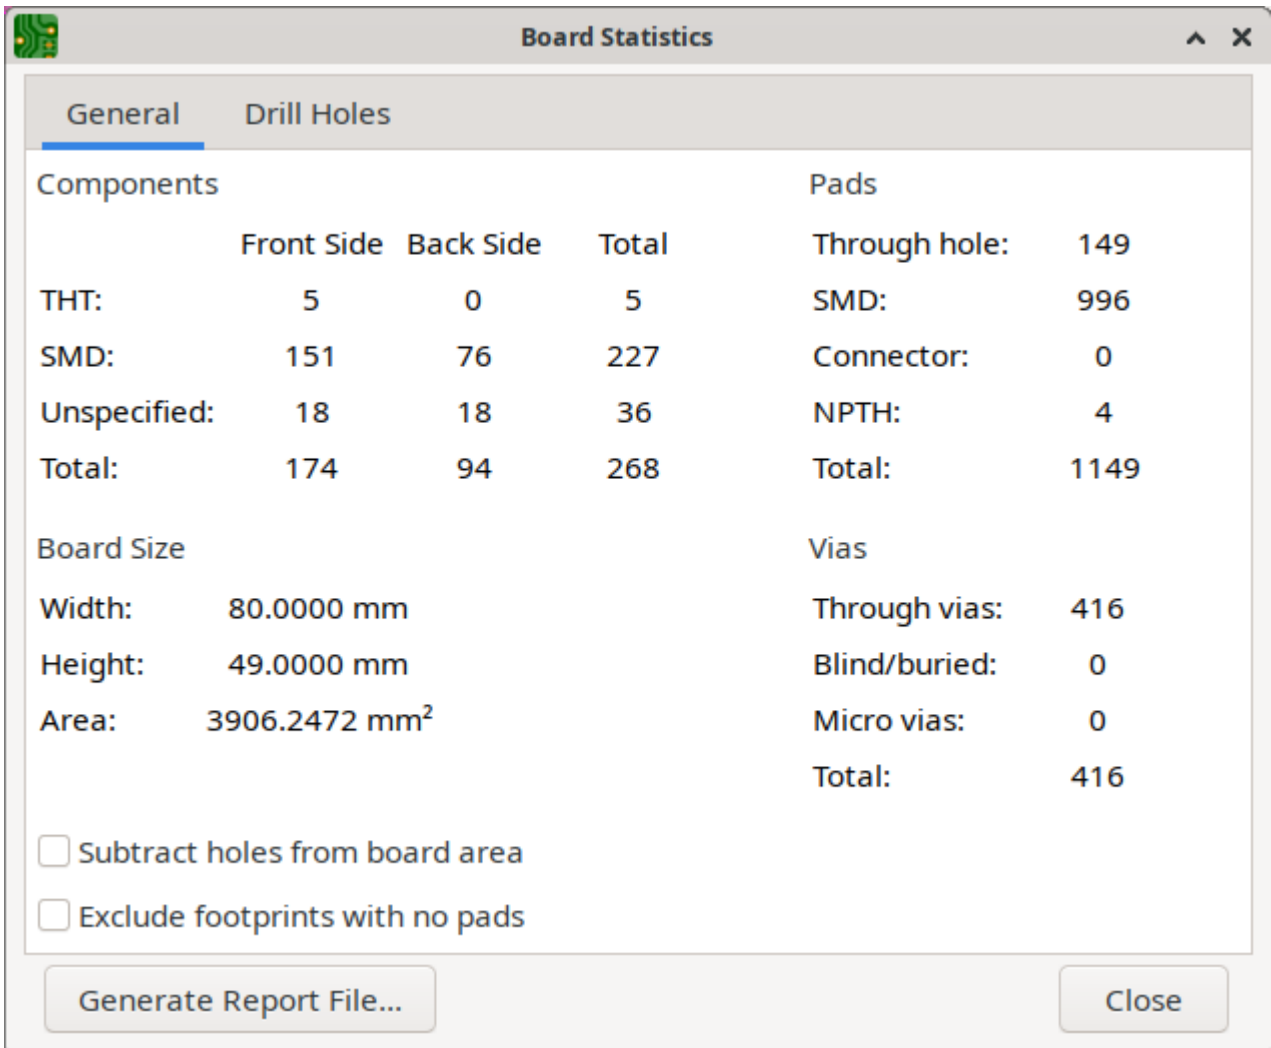 Board Statistics
General Drill Holes
Components
Front Side Back Side Total
THT: 5 0 5
SMD: 151 76 227
Unspecified: 18 18 36
Total: 174 94 268
Pads
Through hole: 149
SMD: 996
Connector: 0
NPTH: 4
Total: 1149
Board Size
Width: 80.0000 mm
Height: 49.0000 mm
Area: 3906.2472 mm²
Vias
Through vias: 416
Blind/buried: 0
Micro vias: 0
Total: 416
Subtract holes from board area
Exclude footprints with no pads
Generate Report File... Close